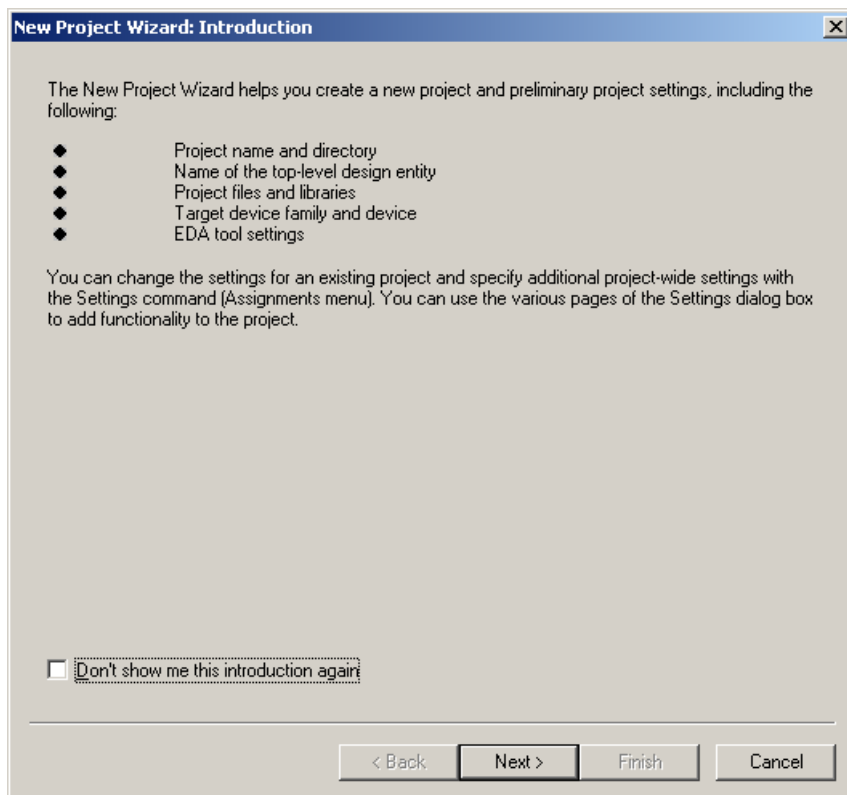 New Project Wizard: Introduction
The New Project Wizard helps you create a new project and preliminary project settings, including the
following:
Project name and directory
Name of the top-level design entity
Project files and libraries
Target device family and device
EDA tool settings
You can change the settings for an existing project and specify additional project-wide settings with
the Settings command (Assignments menu). You can use the various pages of the Settings dialog box
to add functionality to the project.
Don't show me this introduction again
< Back Next > Finish Cancel